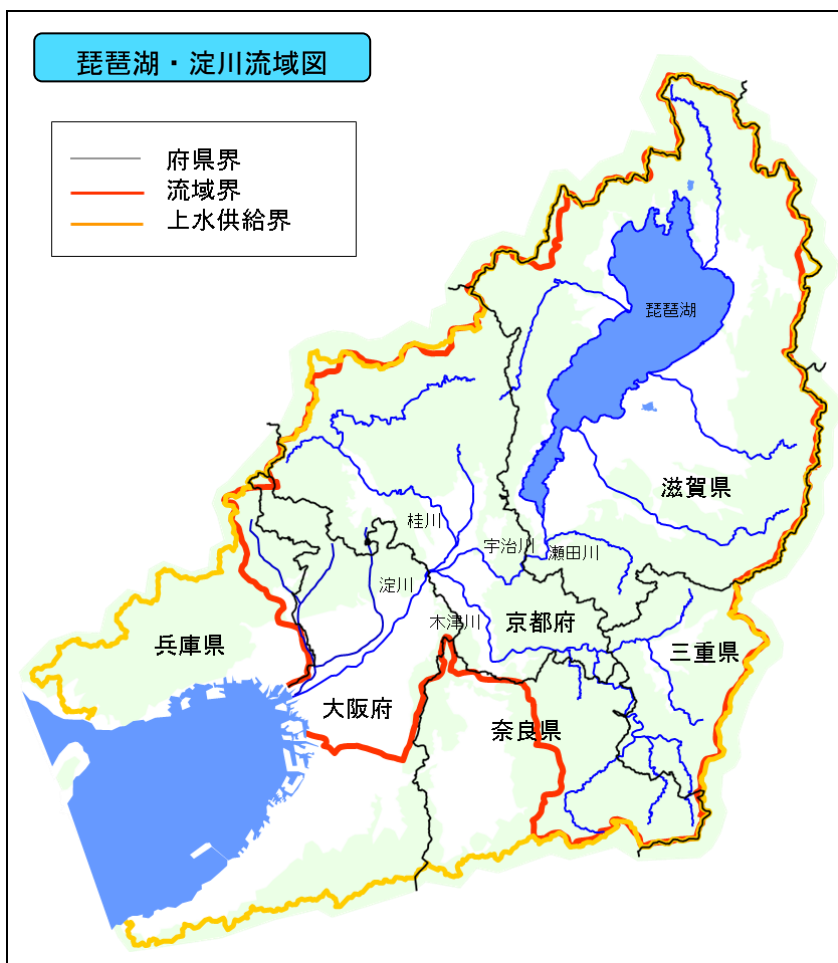 琵琶湖・淀川流域図
府県界
流域界
上水供給界
琵琶湖
滋賀県
桂川
宇治川
瀬田川
淀川
木津川
京都府
兵庫県
三重県
大阪府
奈良県